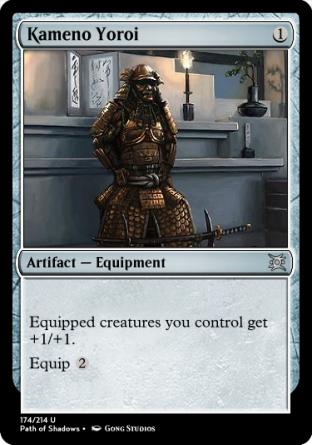 Kameno Yoroi 1
Artifact — Equipment
Equipped creatures you control get
+1/+1.
Equip 2
174/214 U
Path of Shadows • Gong Studios